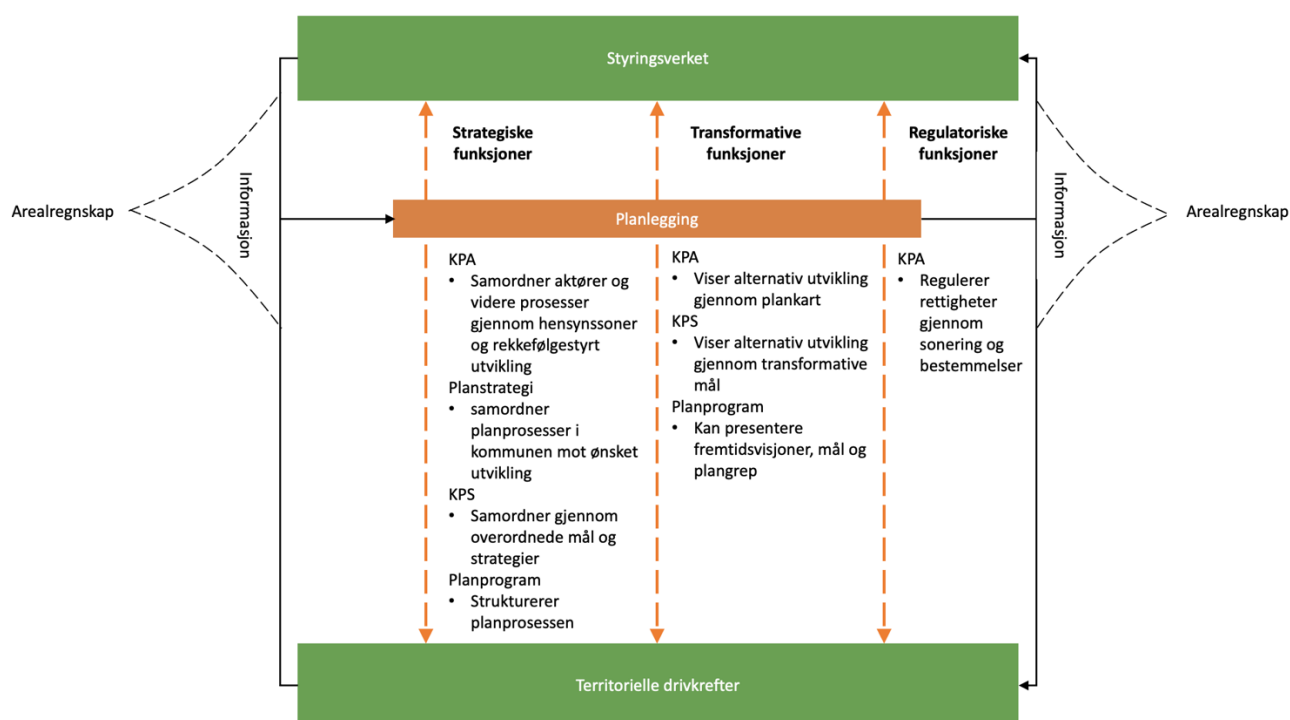 Styringsverket
Strategiske
funksjoner
Transformative
funksjoner
Regulatoriske
funksjoner
Arealregnskap
Informasjon
Planlegging
Informasjon
Arealregnskap
KPA
• Samordner aktører og
videre prosesser
gjennom hensynssoner
og rekkefølgestyrt
utvikling
Planstrategi
• samordner
planprosesser i
kommunen mot ønsket
utvikling
KPS
• Samordner gjennom
overordnede mål og
strategier
Planprogram
• Strukturerer
planprosessen
KPA
• Viser alternativ utvikling
gjennom plankart
KPS
• Viser alternativ utvikling
gjennom transformative
mål
Planprogram
• Kan presentere
fremtidsvisjoner, mål og
plangrep
KPA
• Regulerer
rettigheter
gjennom
sonering og
bestemmelser
Territorielle drivkrefter